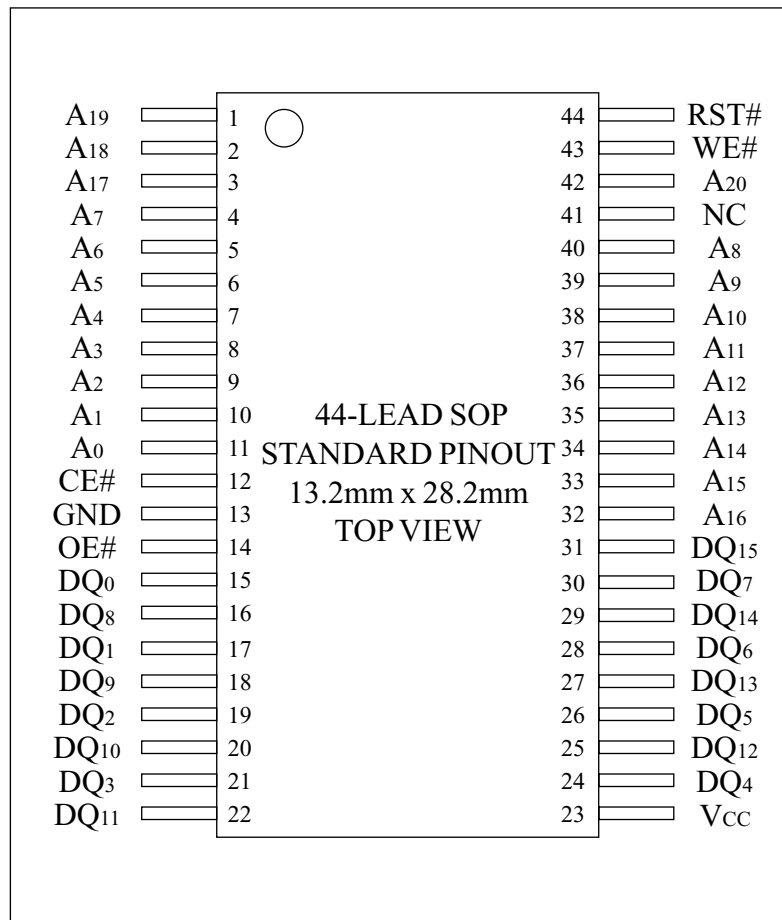 A19 1 44 RST#
A18 2 43 WE#
A17 3 42 A20
A7 4 41 NC
A6 5 40 A8
A5 6 39 A9
A4 7 38 A10
A3 8 37 A11
A2 9 36 A12
A1 10 44-LEAD SOP 35 A13
A0 11 STANDARD PINOUT 34 A14
CE# 12 13.2mm x 28.2mm 33 A15
GND 13 TOP VIEW 32 A16
OE# 14 31 DQ15
DQ0 15 30 DQ7
DQ8 16 29 DQ14
DQ1 17 28 DQ6
DQ9 18 27 DQ13
DQ2 19 26 DQ5
DQ10 20 25 DQ12
DQ3 21 24 DQ4
DQ11 22 23 VCC